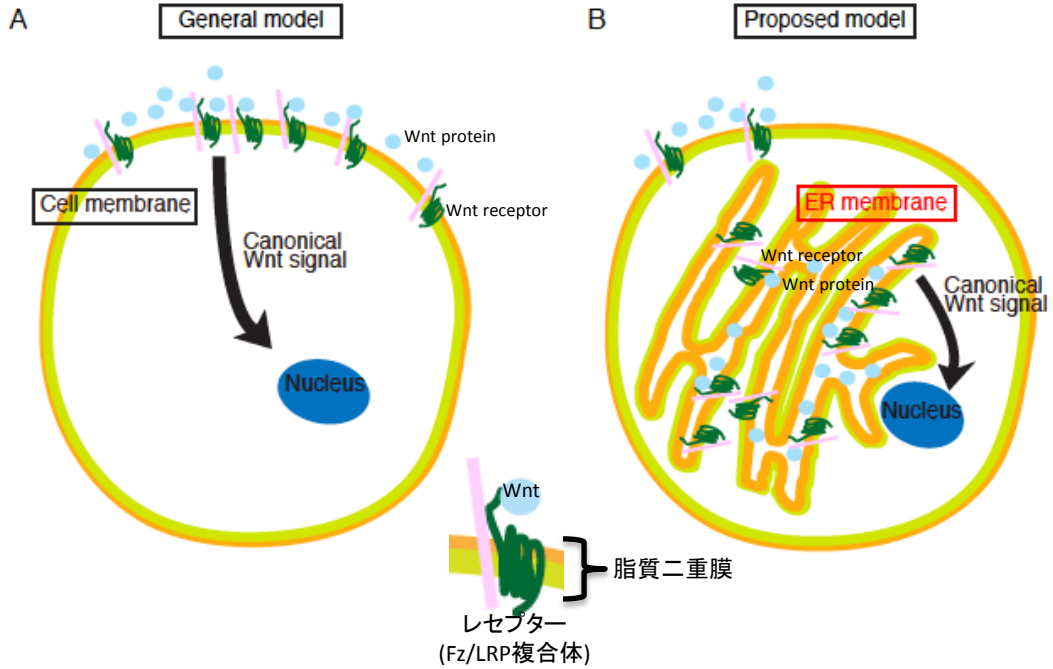 A
General model
Wnt protein
Wnt receptor
Cell membrane
Canonical
Wnt signal
Nucleus
B
Proposed model
ER membrane
Wnt receptor
Wnt protein
Canonical
Wnt signal
Nucleus
Wnt
脂質二重膜
レセプター
(Fz/LRP複合体)